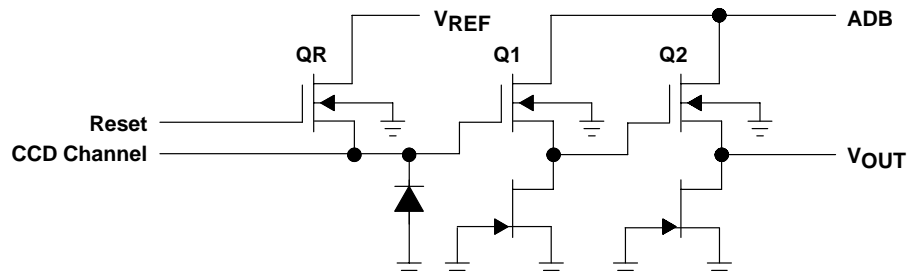 VREF
ADB
QR
Q1
Q2
Reset
CCD Channel
VOUT